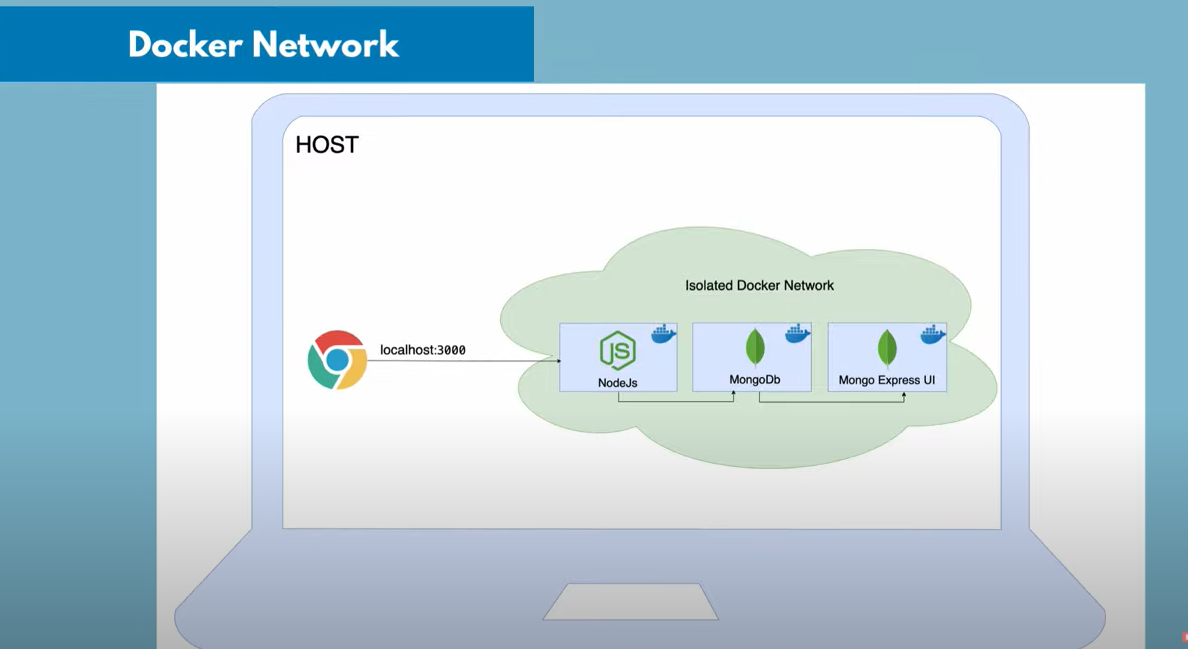 Docker Network
HOST
Isolated Docker Network
localhost:3000
JS
NodeJs
MongoDb
Mongo Express UI